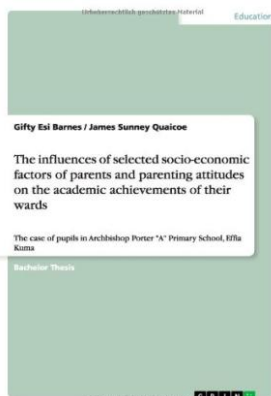 Urheberrechtlich geschütztes Material
Education
Gifty Esi Barnes / James Sunney Quaicoe
The influences of selected socio-economic
factors of parents and parenting attitudes
on the academic achievements of their
wards
The case of pupils in Archbishop Porter "A" Primary School, Effia
Kuma
Bachelor Thesis